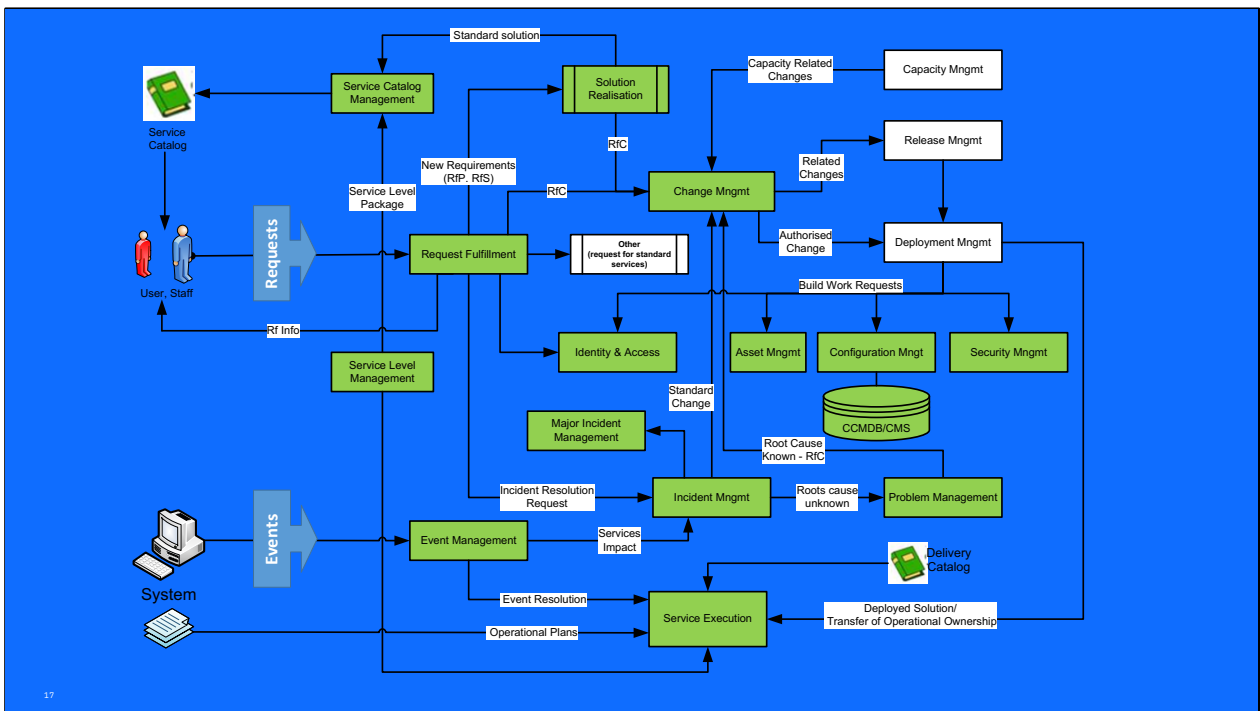 Standard solution
Service Catalog
Management
Solution
Realisation
Capacity Related
Changes
Capacity Mngmt
Service
Catalog
RfC
Release Mngmt
New Requirements
(RfP. RfS)
Related
Changes
Service Level
Package
RfC
Change Mngmt
Requests
Authorised
Change
Deployment Mngmt
Request Fulfillment
Other
(request for standard
services)
User, Staff
Build Work Requests
Rf Info
Identity & Access
Asset Mngmt
Configuration Mngt
Security Mngmt
Service Level
Management
Standard
Change
CCMDB/CMS
Major Incident
Management
Root Cause
Known - RfC
Incident Resolution
Request
Incident Mngmt
Roots cause
unknown
Problem Management
Events
Event Management
Services
Impact
Delivery
Catalog
System
Event Resolution
Service Execution
Deployed Solution/
Transfer of Operational Ownership
Operational Plans
17